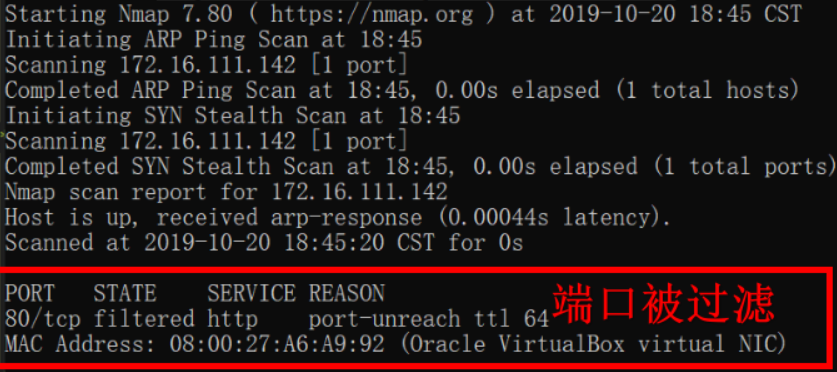 Starting Nmap 7.80 ( https://nmap.org ) at 2019-10-20 18:45 CST
Initiating ARP Ping Scan at 18:45
Scanning 172.16.111.142 [1 port]
Completed ARP Ping Scan at 18:45, 0.00s elapsed (1 total hosts)
Initiating SYN Stealth Scan at 18:45
Scanning 172.16.111.142 [1 port]
Completed SYN Stealth Scan at 18:45, 0.00s elapsed (1 total ports)
Nmap scan report for 172.16.111.142
Host is up, received arp-response (0.00044s latency).
Scanned at 2019-10-20 18:45:20 CST for 0s
PORT STATE SERVICE REASON
80/tcp filtered http port-unreach ttl 64 端口被过滤
MAC Address: 08:00:27:A6:A9:92 (Oracle VirtualBox virtual NIC)